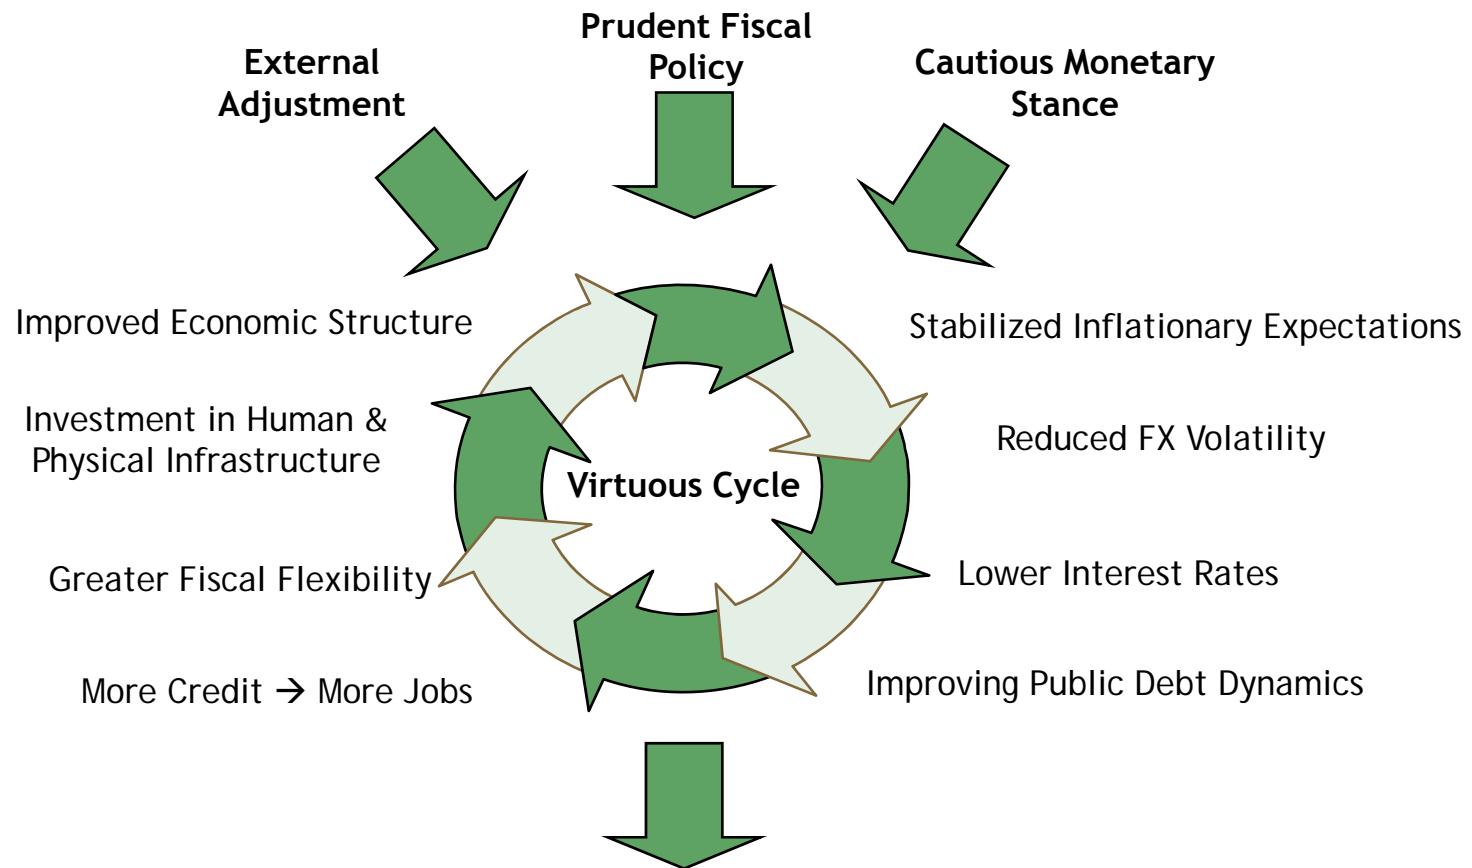 Prudent Fiscal
Policy
External
Adjustment
Cautious Monetary
Stance
Improved Economic Structure
Stabilized Inflationary Expectations
Investment in Human &
Physical Infrastructure
Reduced FX Volatility
Virtuous Cycle
Greater Fiscal Flexibility
Lower Interest Rates
More Credit → More Jobs
Improving Public Debt Dynamics